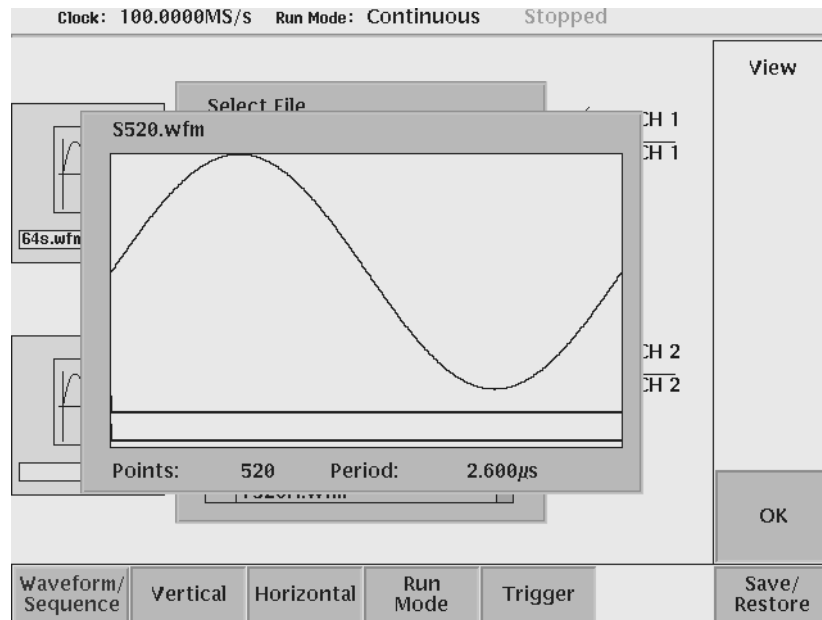 Clock: 100.0000MS/s Run Mode: Continuous Stopped
View
Select File
S520.wfm
CH 1
CH 1
64s.wfm
CH 2
CH 2
Points: 520 Period: 2.600µs
OK
Waveform/
Sequence
Vertical
Horizontal
Run
Mode
Trigger
Save/
Restore